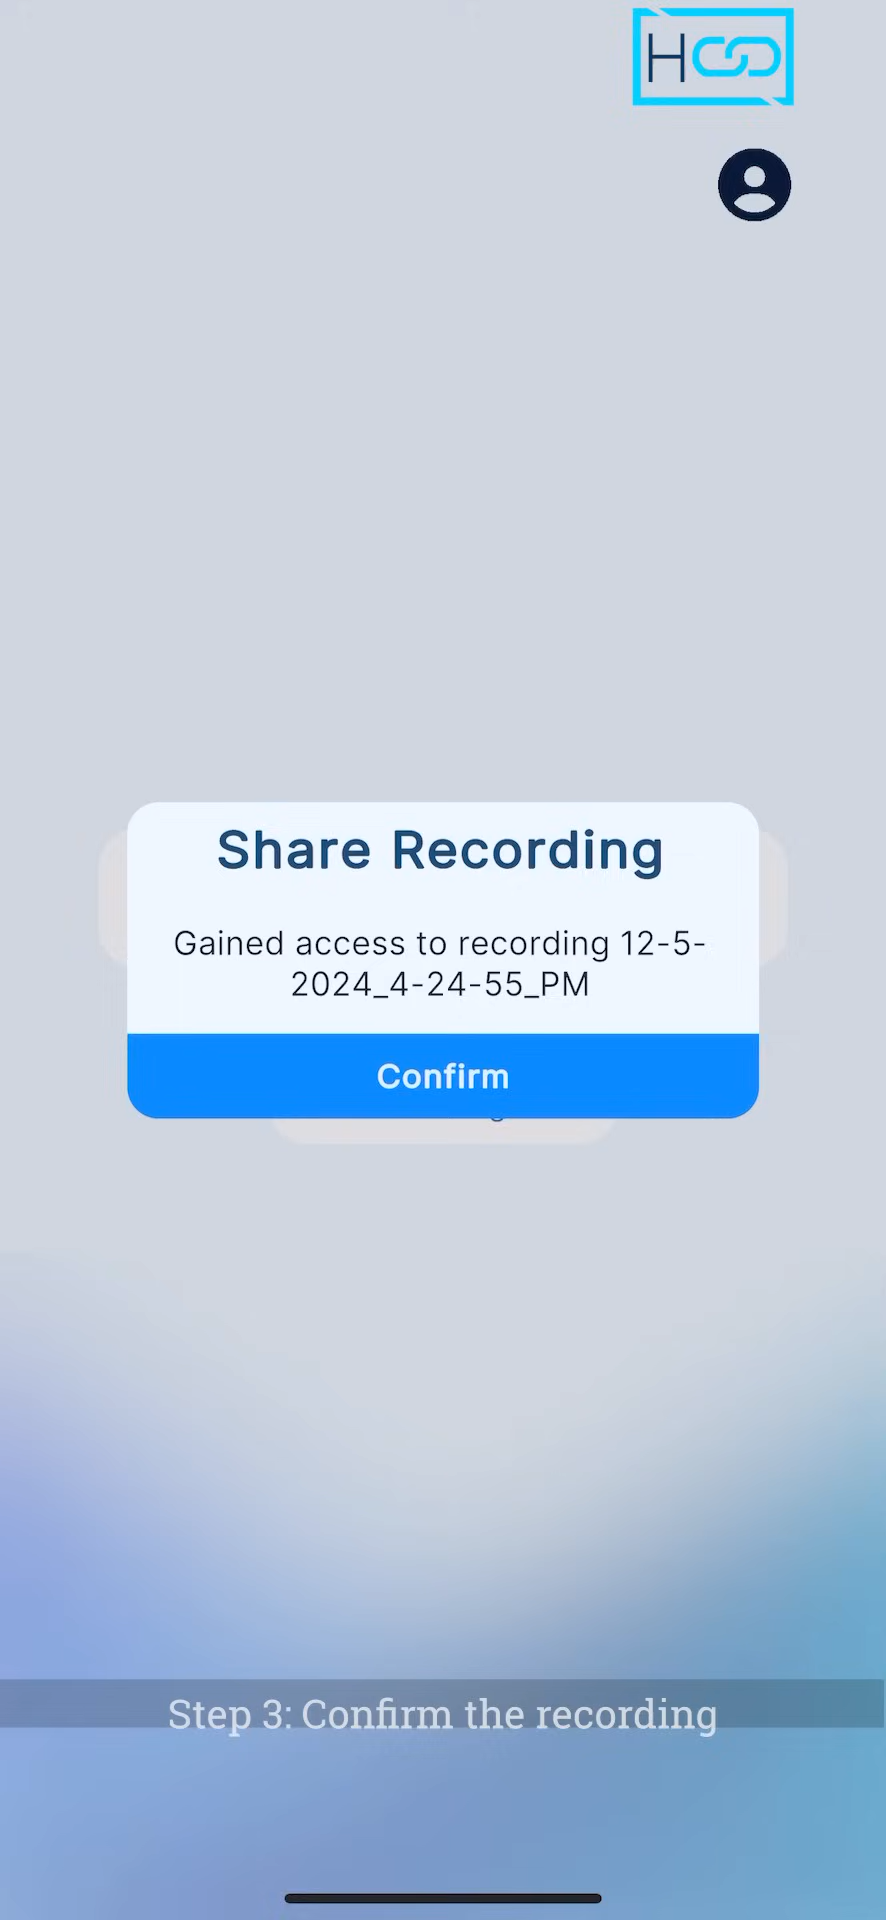 H
Share Recording
Gained access to recording 12-5-
2024_4-24-55_PM
Confirm
Step 3: Confirm the recording